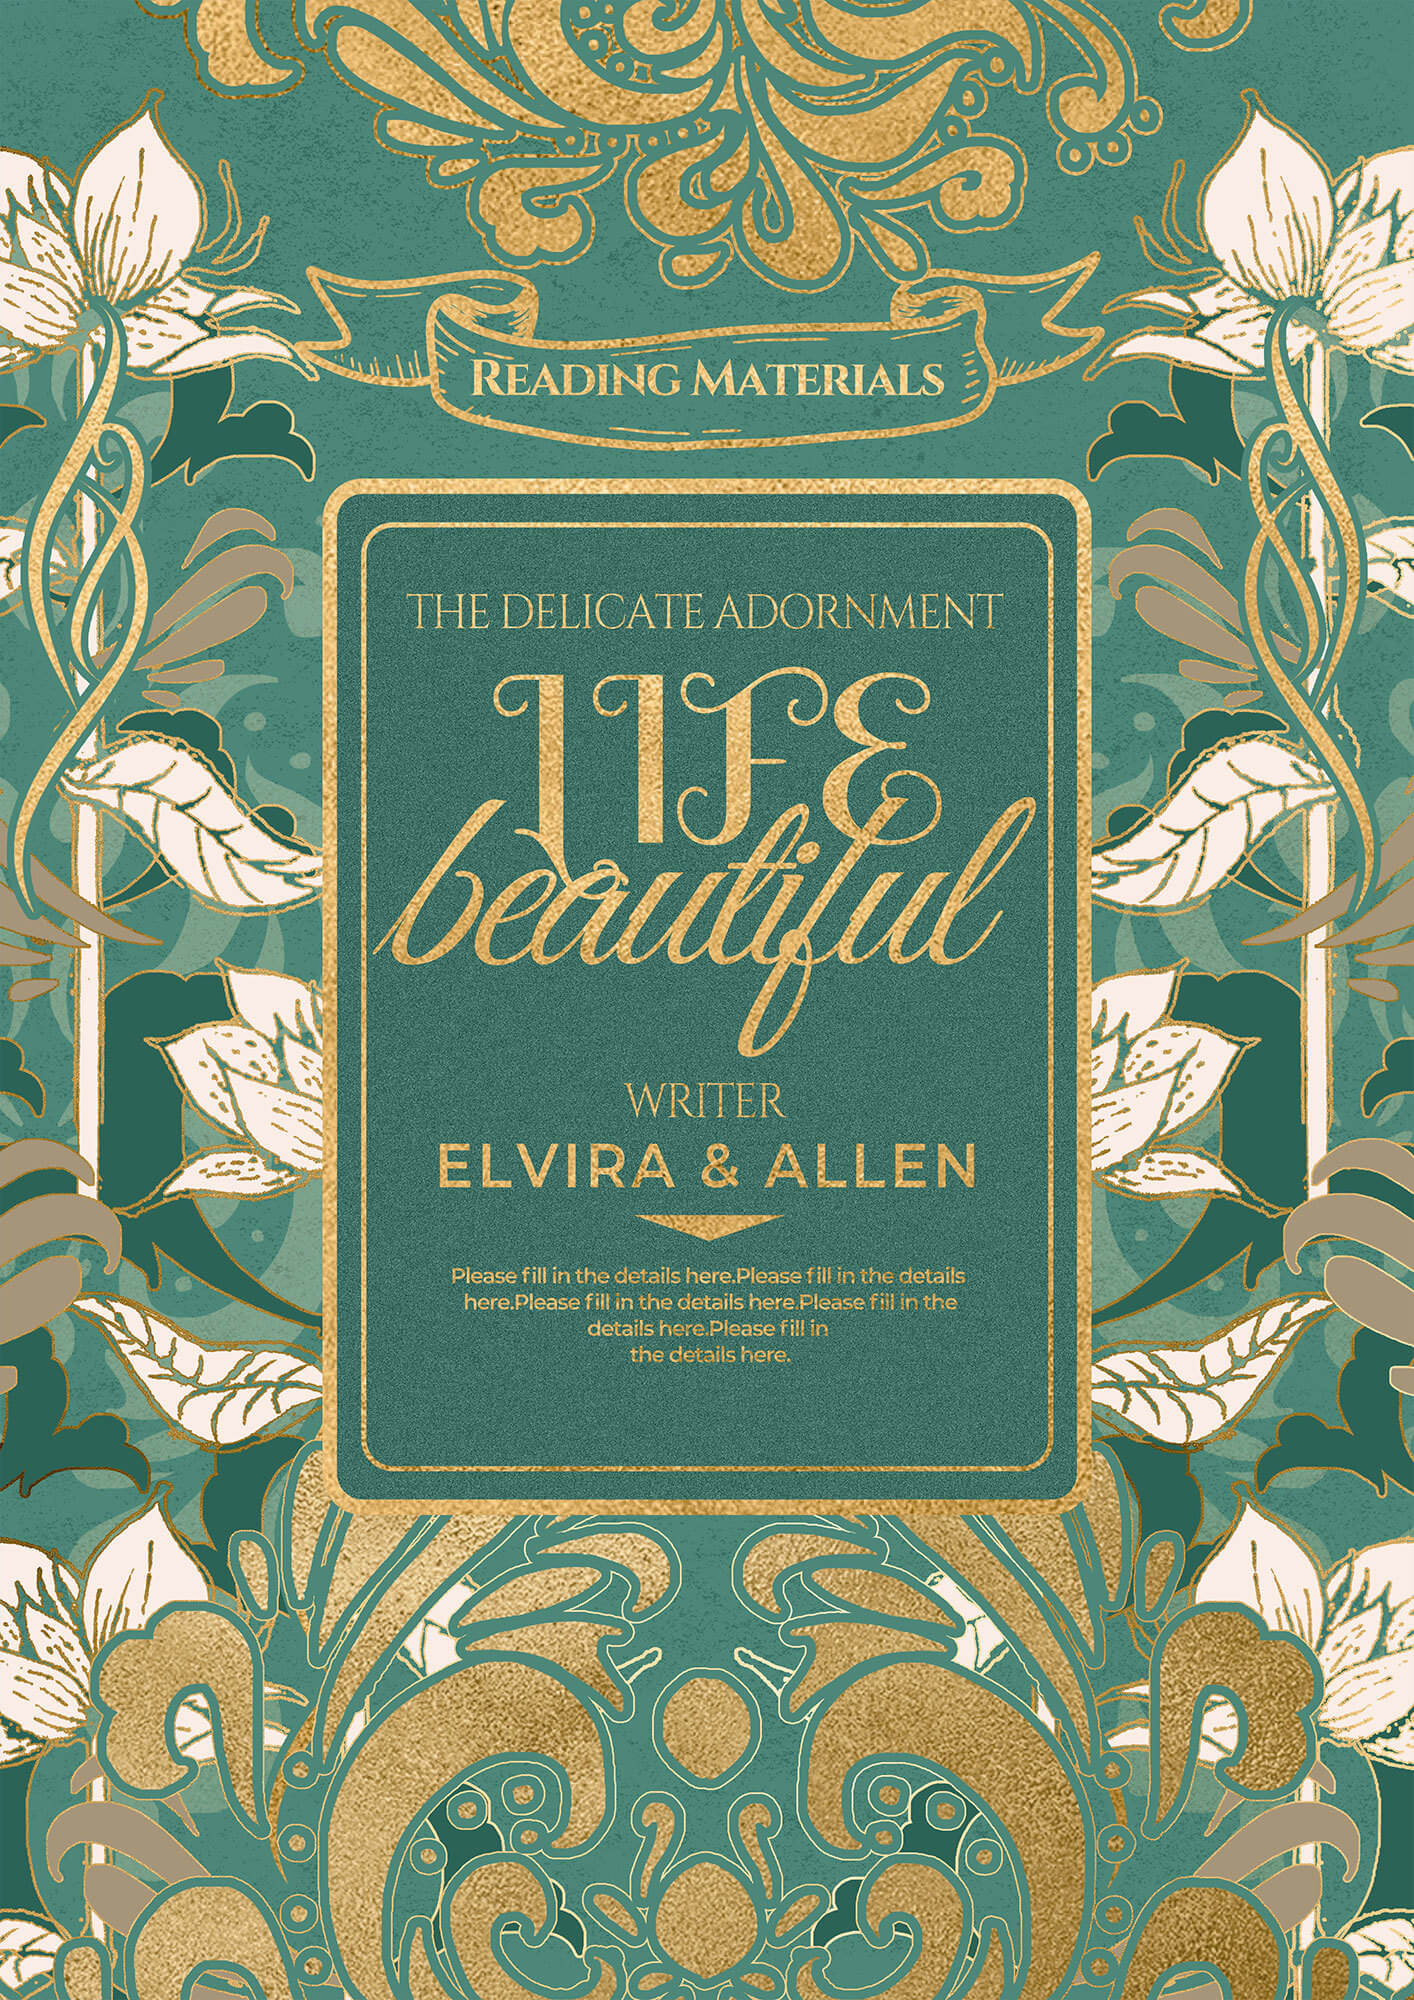 READING MATERIALS
THE DELICATE ADORNMENT
LIFE
beautiful
WRITER
ELVIRA & ALLEN
Please fill in the details here.Please fill in the details
here.Please fill in the details here.Please fill in the
details here.Please fill in
the details here.